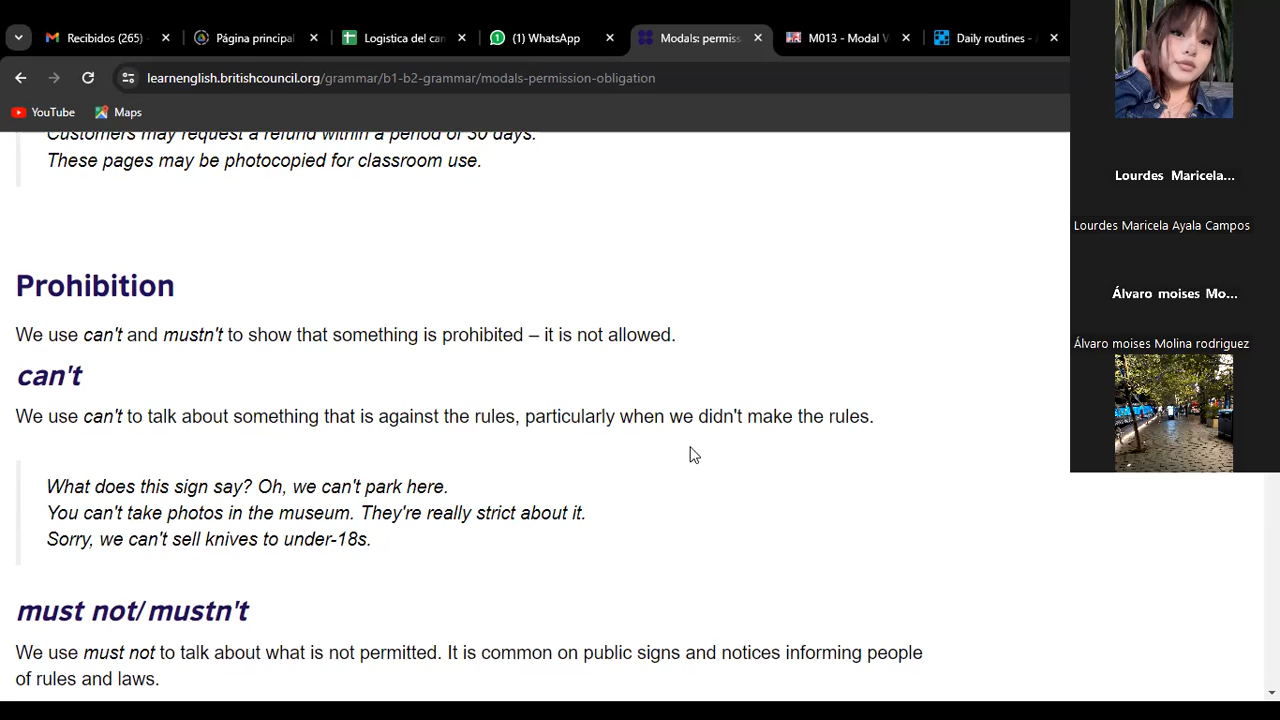 Recibidos (265)
Página principal
Logistica del car
(1) WhatsApp
Modals: permis
M013 - Modal V
Daily routines -
learnenglish.britishcouncil.org/grammar/b1-b2-grammar/modals-permission-obligation
YouTube
Maps
Customers may request a refund within a period of 30 days.
These pages may be photocopied for classroom use.
Prohibition
We use can't and mustn't to show that something is prohibited – it is not allowed.
can't
We use can't to talk about something that is against the rules, particularly when we didn't make the rules.
What does this sign say? Oh, we can't park here.
You can't take photos in the museum. They're really strict about it.
Sorry, we can't sell knives to under-18s.
must not/mustn't
We use must not to talk about what is not permitted. It is common on public signs and notices informing people
of rules and laws.
Lourdes Maricela...
Lourdes Maricela Ayala Campos
Álvaro moises Mo...
Álvaro moises Molina rodriguez